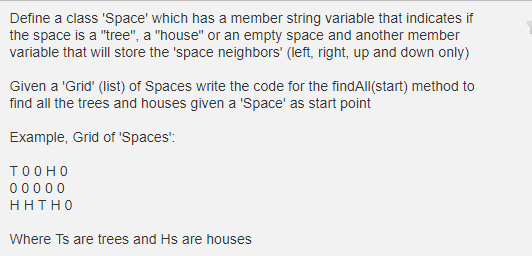 Define a class 'Space' which has a member string variable that indicates if
the space is a "tree", a "house" or an empty space and another member
variable that will store the 'space neighbors' (left, right, up and down only)
Given a 'Grid' (list) of Spaces write the code for the findAll(start) method to
find all the trees and houses given a 'Space' as start point
Example, Grid of 'Spaces':
T 0 0 H 0
0 0 0 0 0
H H T H 0
Where Ts are trees and Hs are houses